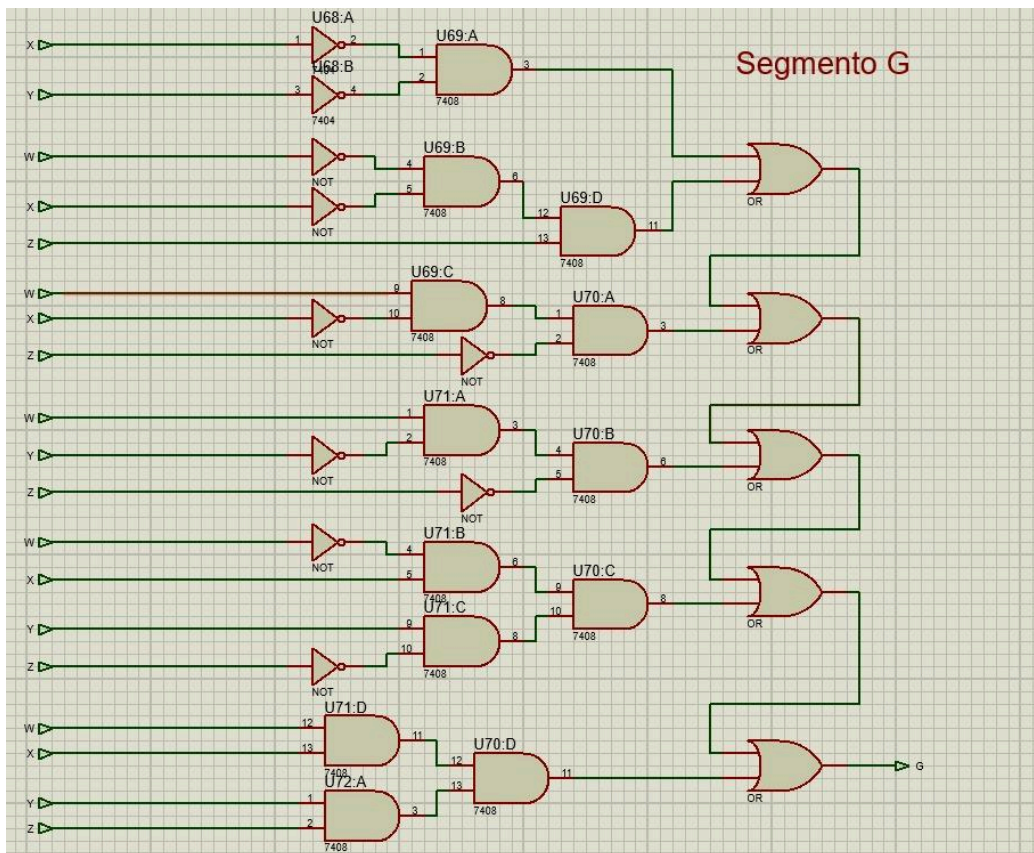 U68:A
X 1 2 U69:A
1 3 Segmento G
7404
U68:B 2
Y 3 4 7408
7404
W NOT U69:B
4 6
5 U69:D OR
X NOT 7408 12 11
Z 13
7408
U69:C
W 9 8 U70:A
X 10 1 3
NOT 7408 2 OR
Z NOT 7408
U71:A
W 1 3 U70:B
2 4 6
Y NOT 7408 5 OR
Z NOT 7408
U71:B
W NOT 4 6 U70:C
X 5 9 8
7408
U71:C 10
Y 9 8 7408 OR
10
Z NOT 7408
U71:D
W 12 11 U70:D
X 13 12 11 G
7408
U72:A 13
Y 1 3 7408 OR
Z 2
7408